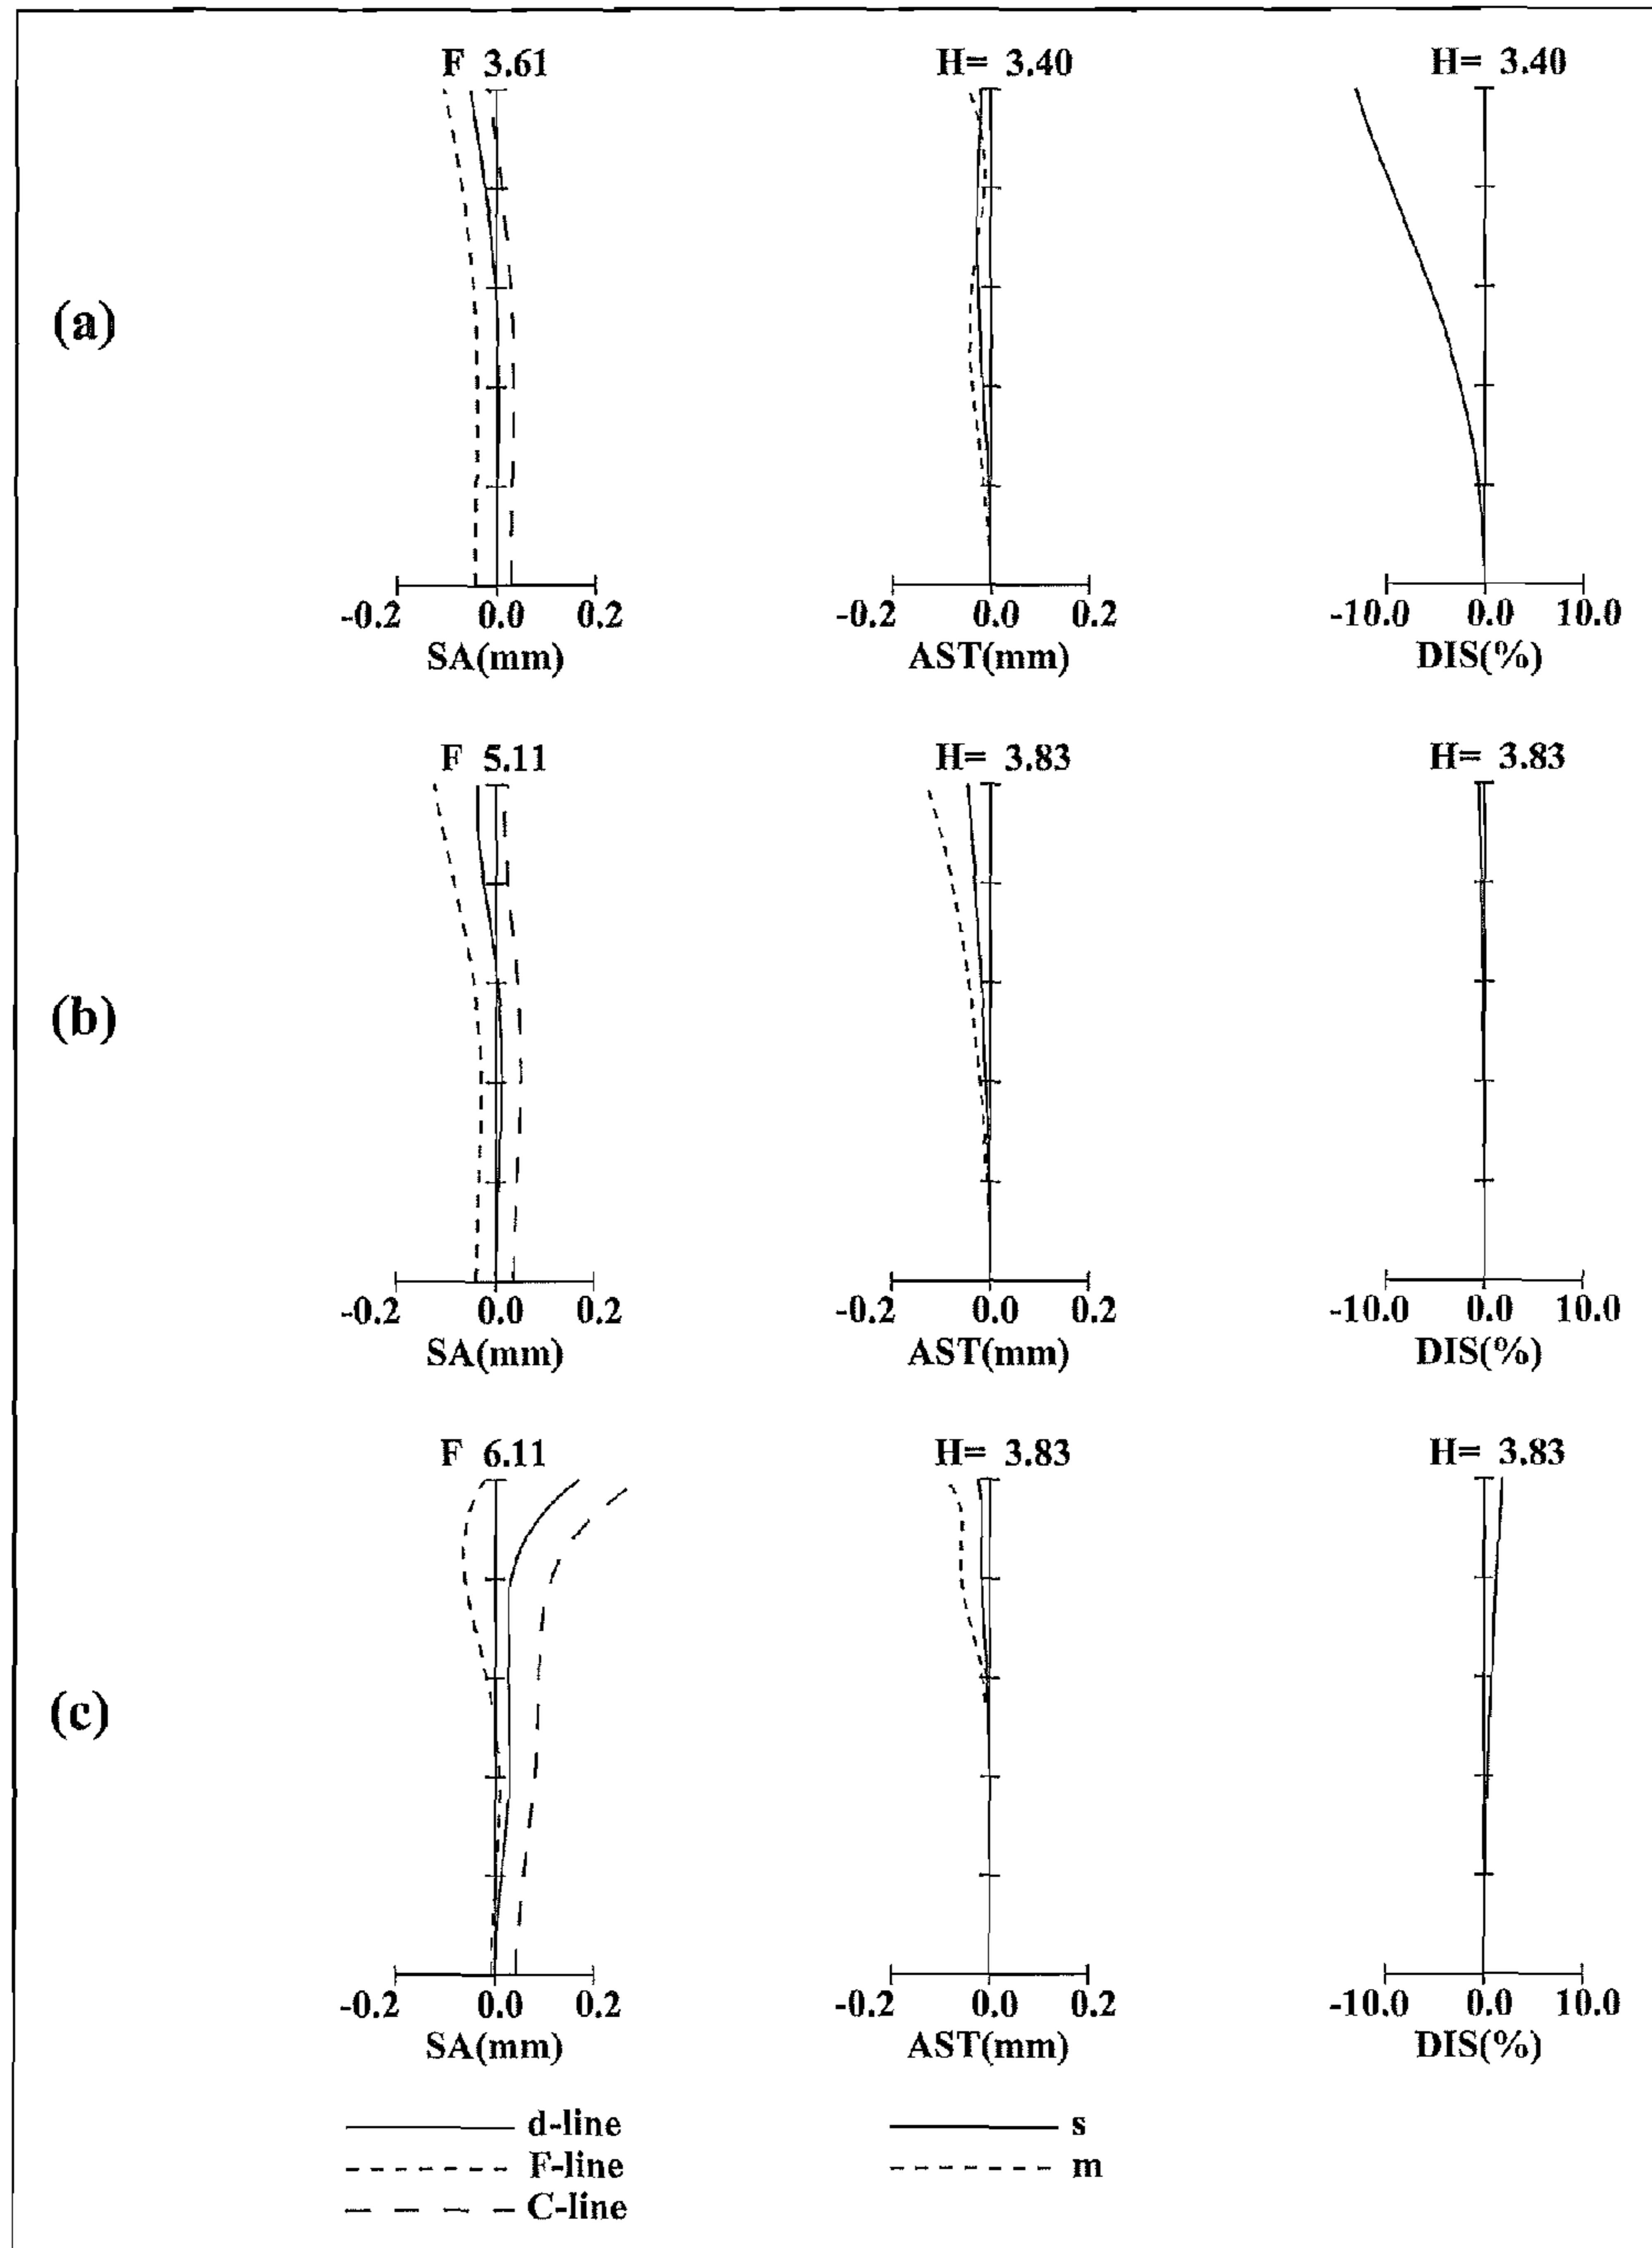 F 3.61 H= 3.40 H= 3.40
(a)
-0.2 0.0 0.2 -0.2 0.0 0.2 -10.0 0.0 10.0
SA(mm) AST(mm) DIS(%)
F 5.11 H= 3.83 H= 3.83
(b)
-0.2 0.0 0.2 -0.2 0.0 0.2 -10.0 0.0 10.0
SA(mm) AST(mm) DIS(%)
F 6.11 H= 3.83 H= 3.83
(c)
-0.2 0.0 0.2 -0.2 0.0 0.2 -10.0 0.0 10.0
SA(mm) AST(mm) DIS(%)
d-line s
F-line m
C-line